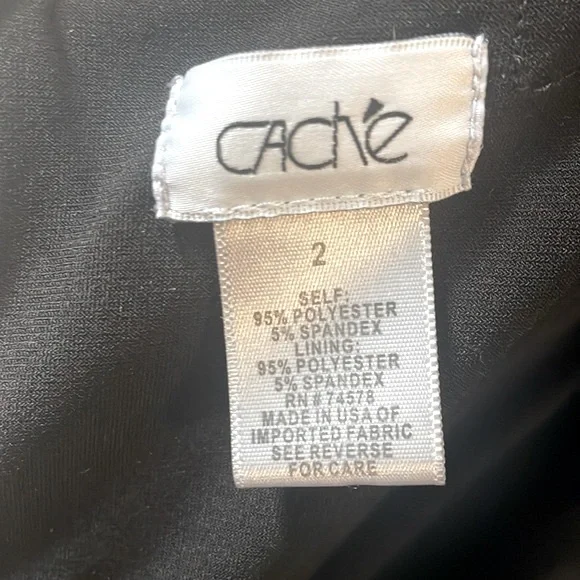 CACHÉ
2
SELF:
95% POLYESTER
5% SPANDEX
LINING:
95% POLYESTER
5% SPANDEX
RN# 74578
MADE IN USA OF
IMPORTED FABRIC
SEE REVERSE
FOR CARE